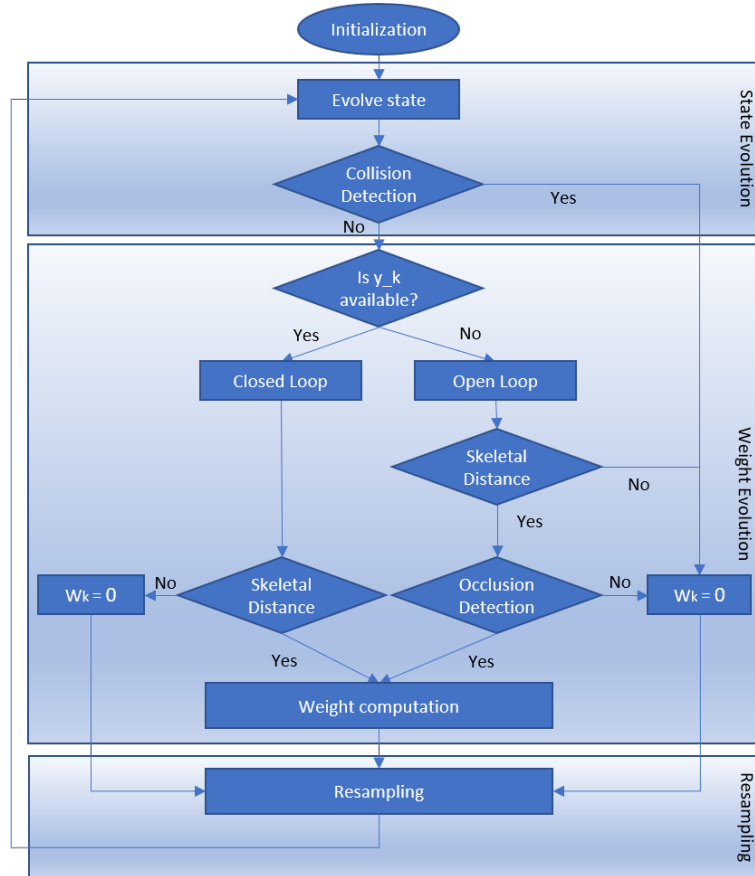 Initialization
Evolve state
State Evolution
Collision
Detection
Yes
No
Is y_k
available?
Yes
No
Closed Loop
Open Loop
Weight Evolution
Skeletal
Distance
No
Yes
No
Wk = 0
Skeletal
Distance
Occlusion
Detection
No
Wk = 0
Yes
Yes
Weight computation
Resampling
Resampling